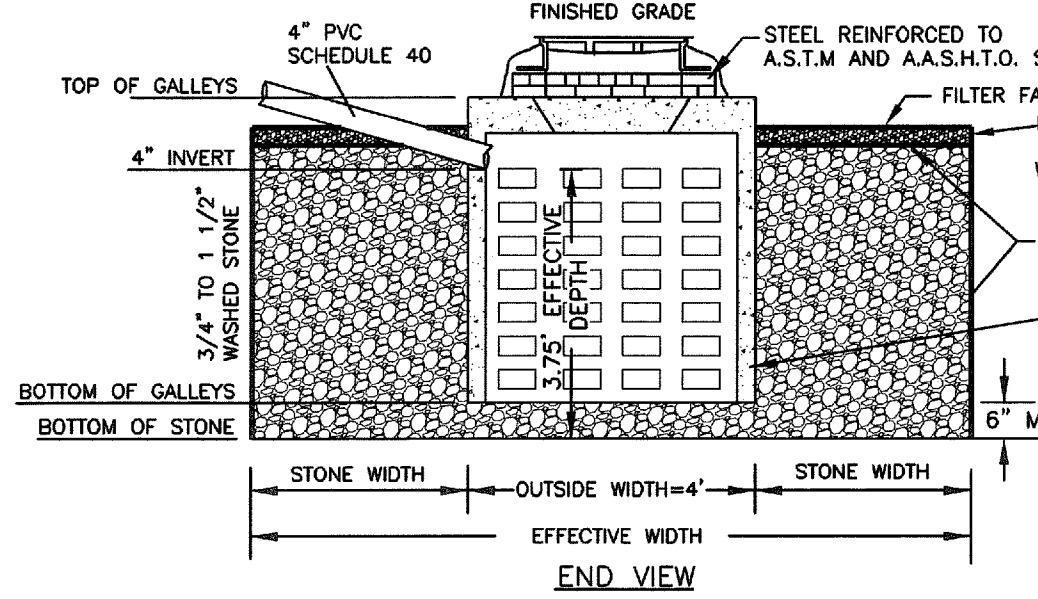 FINISHED GRADE
4" PVC
SCHEDULE 40
STEEL REINFORCED TO
A.S.T.M AND A.A.S.H.T.O. S
TOP OF GALLEYS
FILTER FA
4" INVERT
3/4" TO 1 1/2"
WASHED STONE
3.75' EFFECTIVE
DEPTH
BOTTOM OF GALLEYS
BOTTOM OF STONE
6" M
STONE WIDTH
OUTSIDE WIDTH=4'
STONE WIDTH
EFFECTIVE WIDTH
END VIEW